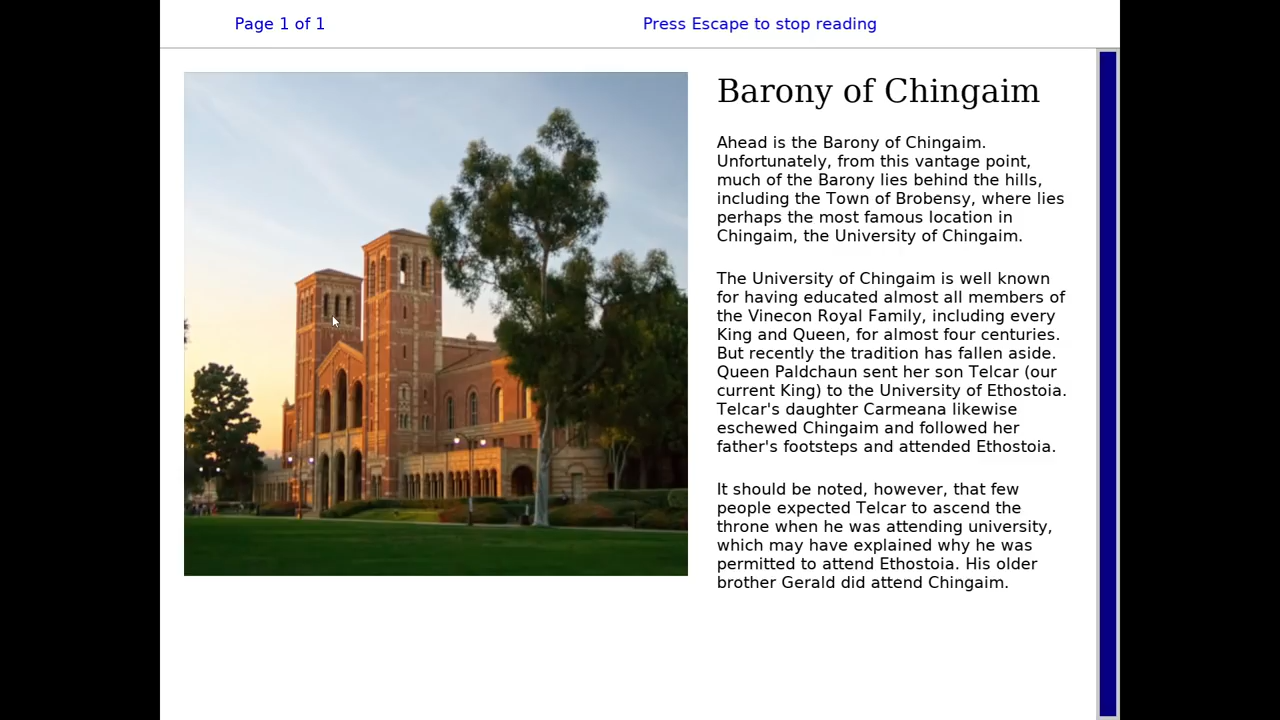 Page 1 of 1
Press Escape to stop reading
Barony of Chingaim
Ahead is the Barony of Chingaim.
Unfortunately, from this vantage point,
much of the Barony lies behind the hills,
including the Town of Brobensy, where lies
perhaps the most famous location in
Chingaim, the University of Chingaim.
The University of Chingaim is well known
for having educated almost all members of
the Vinecon Royal Family, including every
King and Queen, for almost four centuries.
But recently the tradition has fallen aside.
Queen Paldchaun sent her son Telcar (our
current King) to the University of Ethostoia.
Telcar's daughter Carmeana likewise
eschewed Chingaim and followed her
father's footsteps and attended Ethostoia.
It should be noted, however, that few
people expected Telcar to ascend the
throne when he was attending university,
which may have explained why he was
permitted to attend Ethostoia. His older
brother Gerald did attend Chingaim.